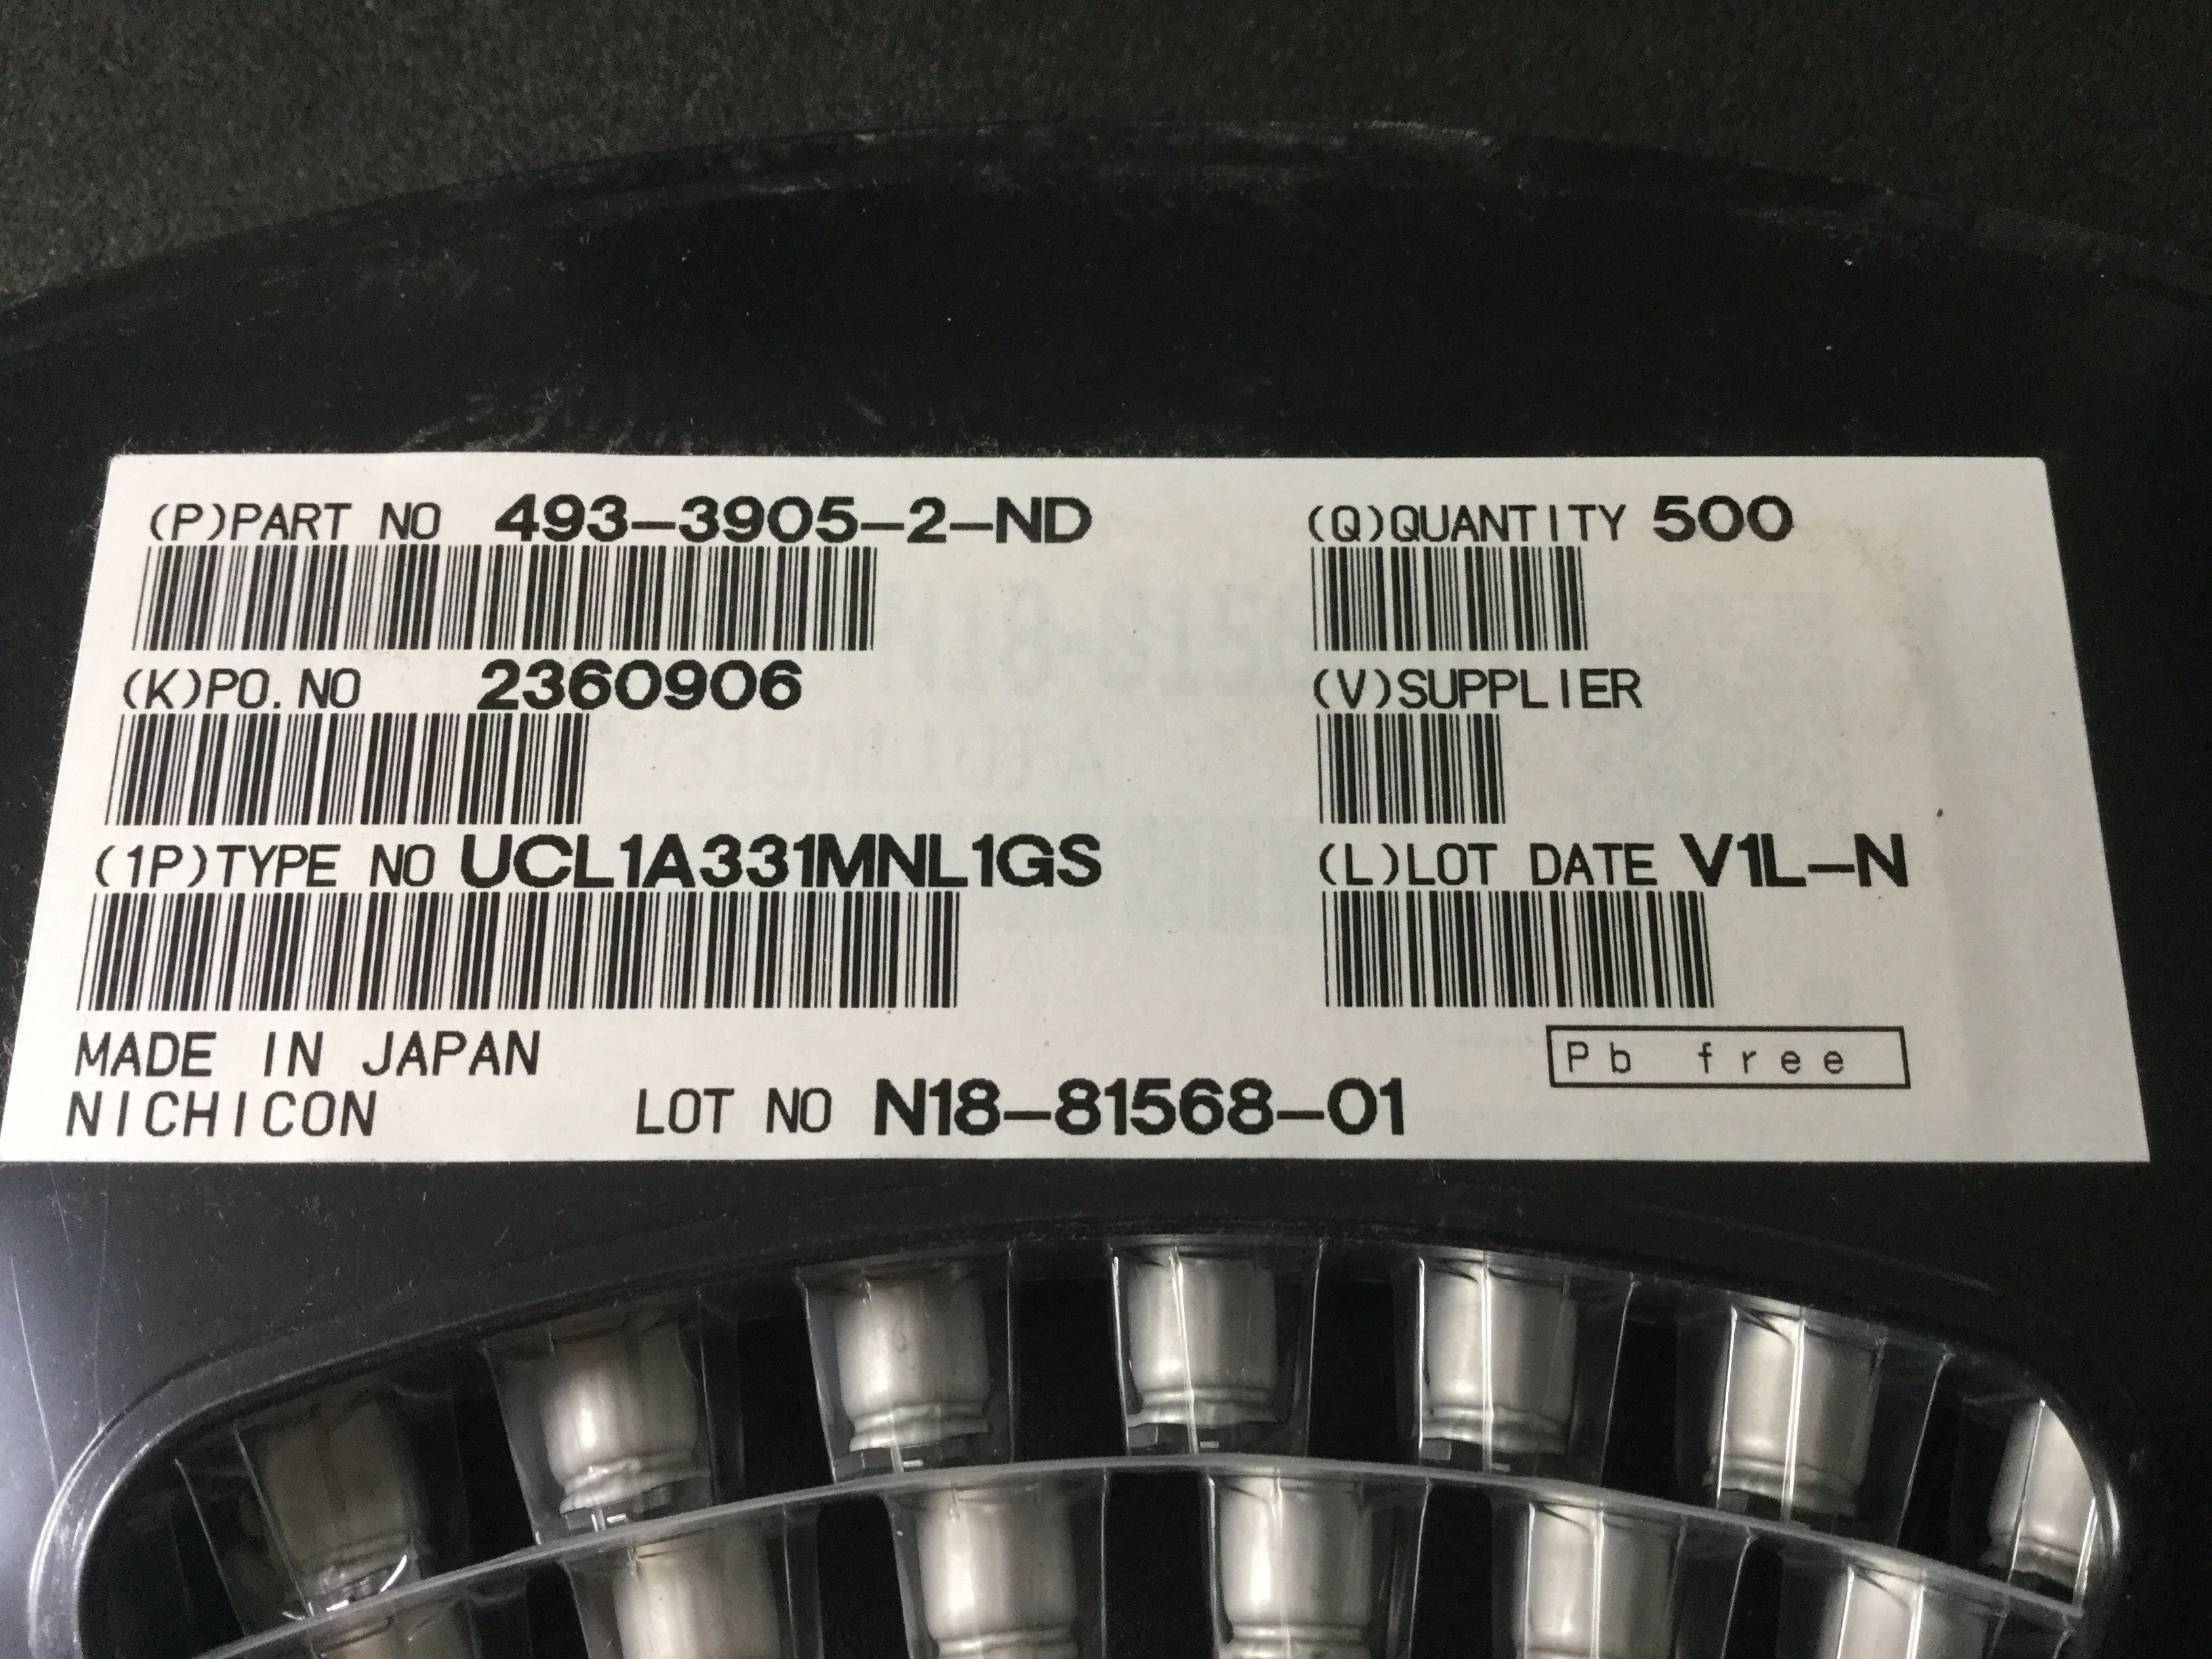 (P)PART NO 493-3905-2-ND (Q)QUANTITY 500
(K)PO.NO 2360906 (V)SUPPLIER
(1P)TYPE NO UCL1A331MNL1GS (L)LOT DATE V1L-N
MADE IN JAPAN
Pb free
NICHICON LOT NO N18-81568-01